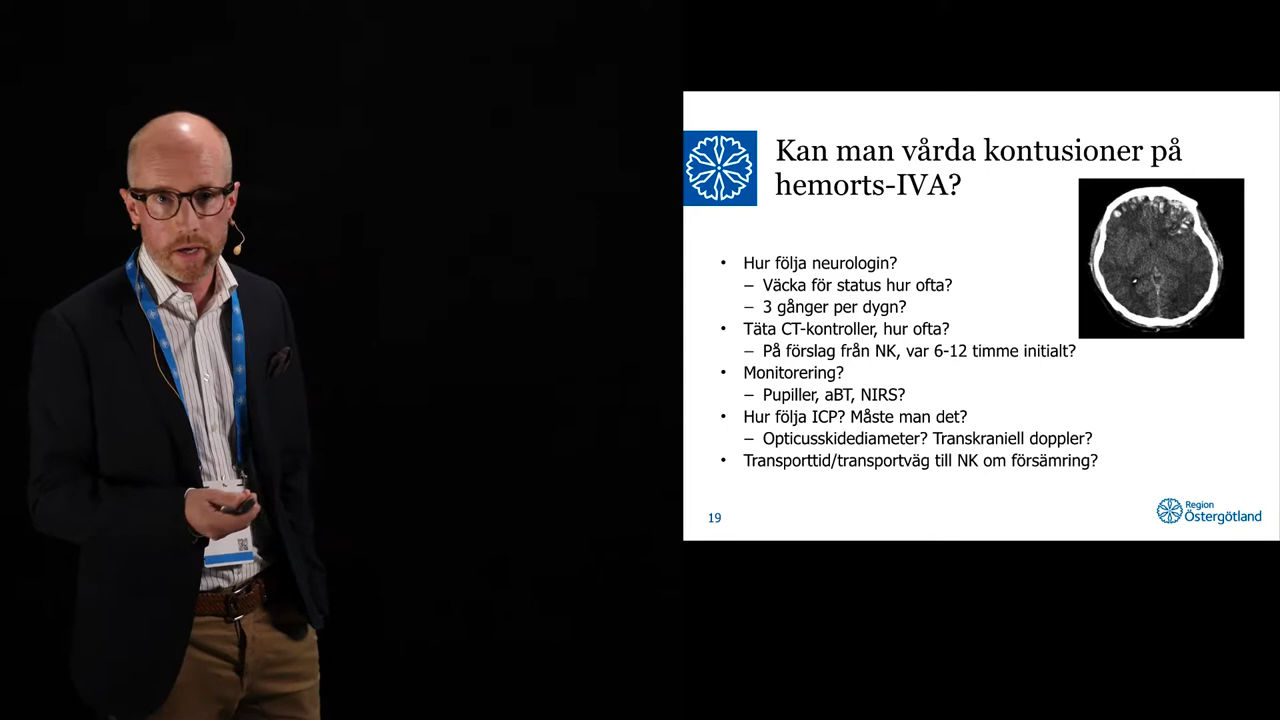 Kan man vårda kontusioner på
hemorts-IVA?
• Hur följa neurologin?
– Väcka för status hur ofta?
– 3 gånger per dygn?
• Täta CT-kontroller, hur ofta?
– På förslag från NK, var 6-12 timme initialt?
• Monitorering?
– Pupiller, aBT, NIRS?
• Hur följa ICP? Måste man det?
– Opticusskidediameter? Transkraniell doppler?
• Transporttid/transportväg till NK om försämring?
19
Region
Östergötland